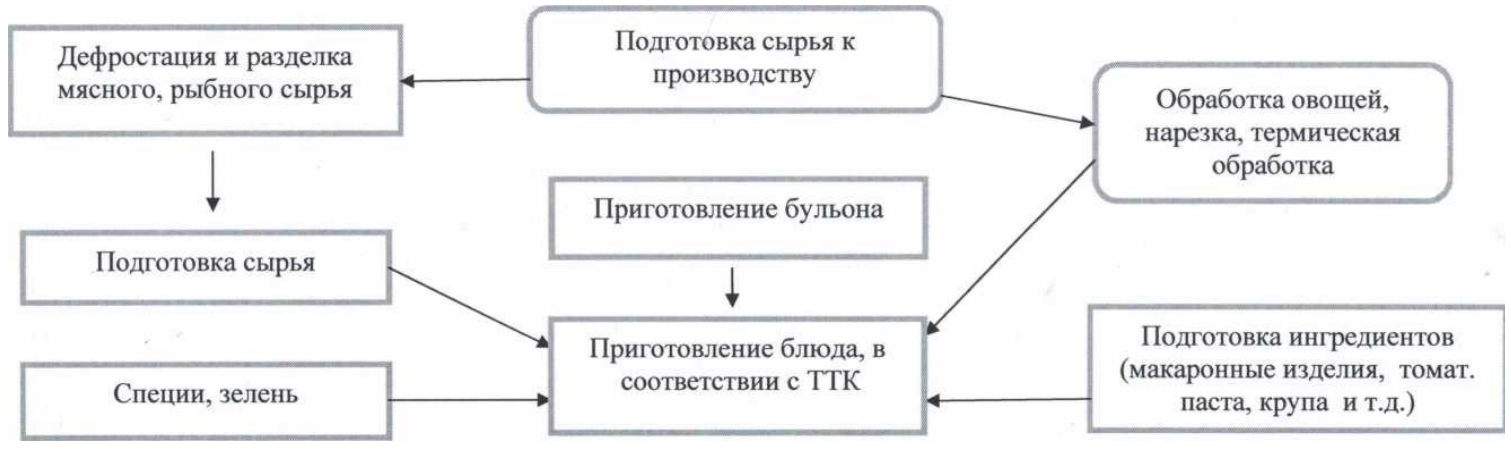 Подготовка сырья к
производству
Дефростация и разделка
мясного, рыбного сырья
Обработка овощей,
нарезка, термическая
обработка
Приготовление бульона
Подготовка сырья
Приготовление блюда, в
соответствии с ТТК
Подготовка ингредиентов
(макаронные изделия, томат.
паста, крупа и т.д.)
Специи, зелень